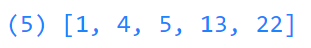 (5) [1, 4, 5, 13, 22]